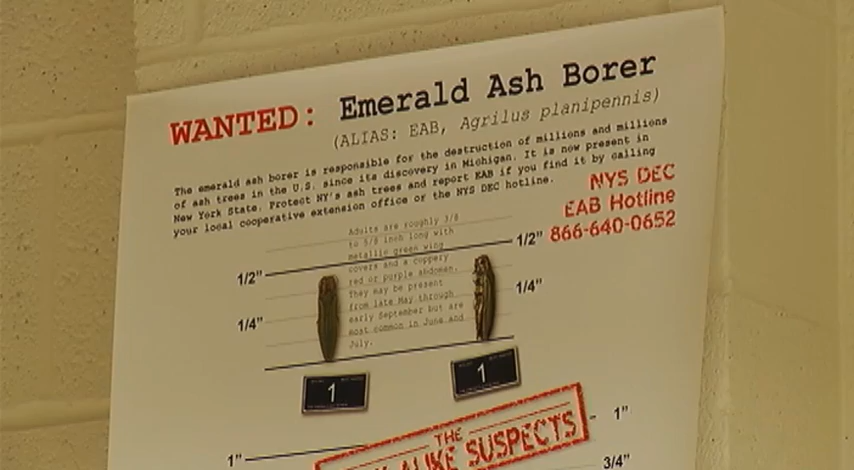 WANTED: Emerald Ash Borer
(ALIAS: EAB, Agrilus planipennis)
The emerald ash borer is responsible for the destruction of millions and millions
of ash trees in the U.S. since its discovery in Michigan. It is now present in
New York State. Protect NY's ash trees and report EAB if you find it by calling
your local cooperative extension office or the NYS DEC hotline.
NYS DEC
EAB Hotline
866-640-0652
Adults are roughly 3/8
to 5/8 inch long with
metallic green wing
covers and a coppery
red or purple abdomen.
They may be present
from late May through
early September but are
most common in June and
July.
1/2"
1/4"
1/2"
1/4"
1
1
THE
ALIKE SUSPECTS
1"
1"
3/4"